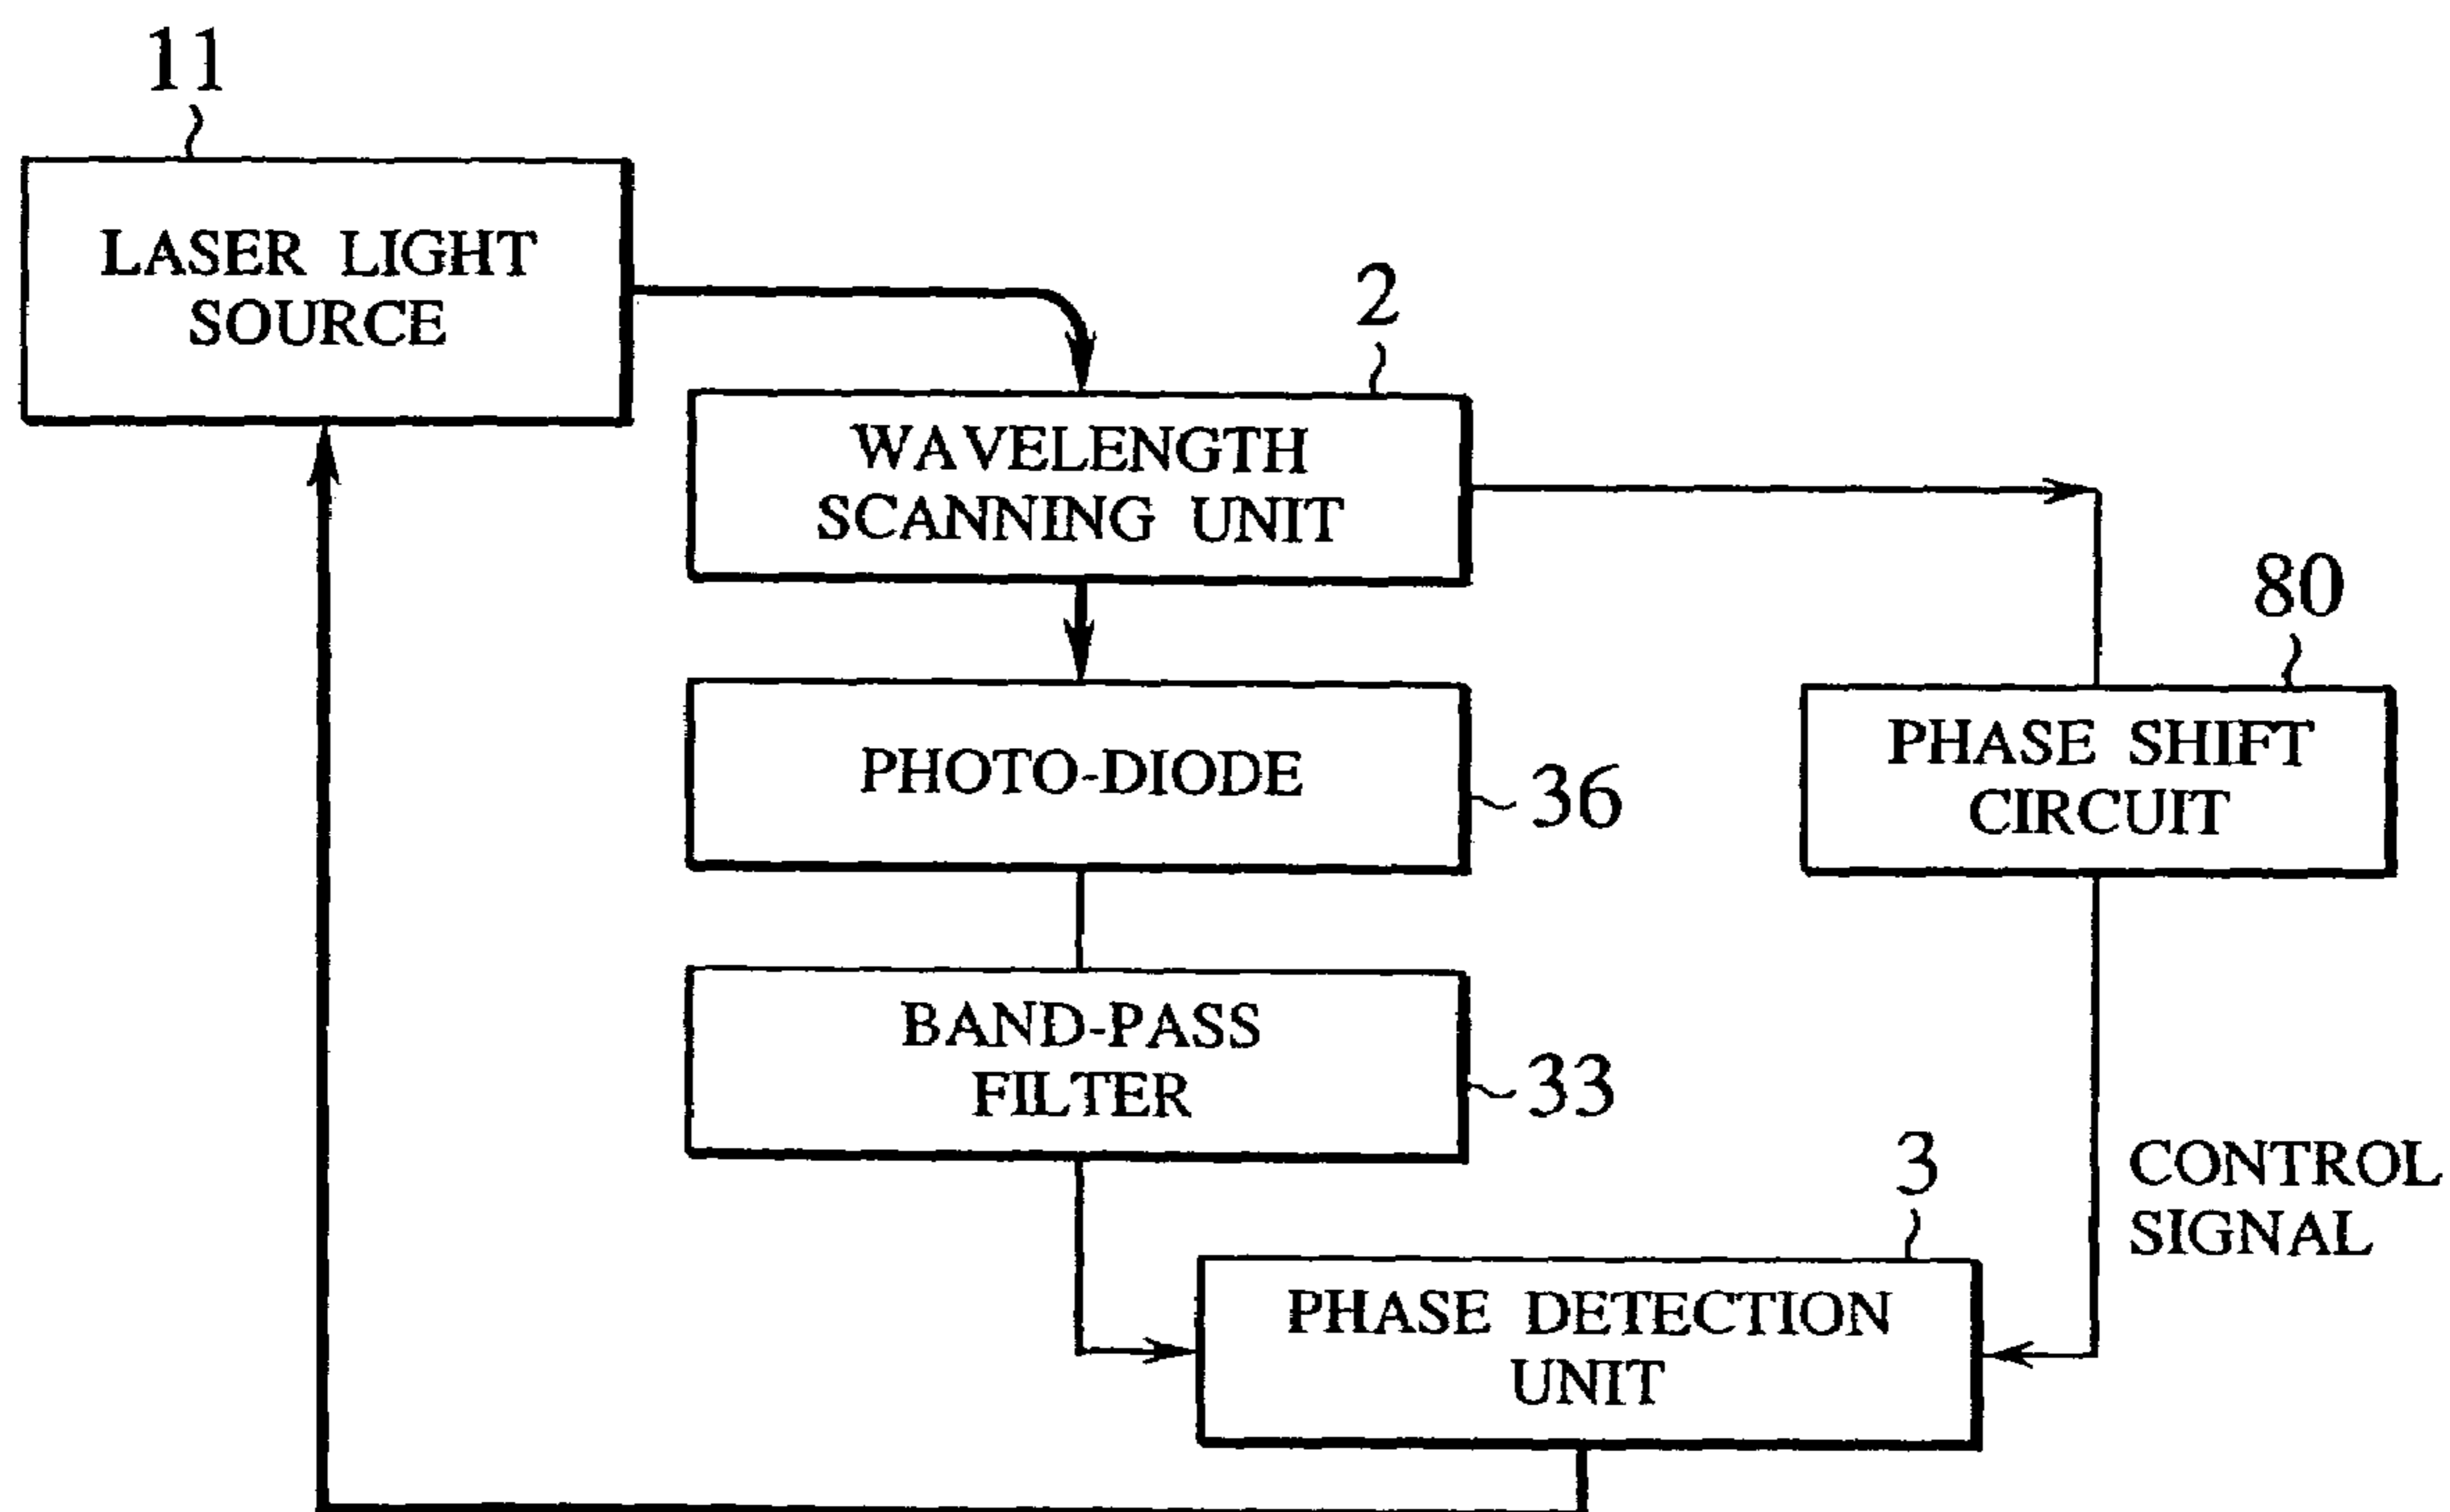 11
LASER LIGHT
SOURCE
2
WAVELENGTH
SCANNING UNIT
80
PHASE SHIFT
CIRCUIT
PHOTO-DIODE
36
BAND-PASS
FILTER
33
3
CONTROL
SIGNAL
PHASE DETECTION
UNIT